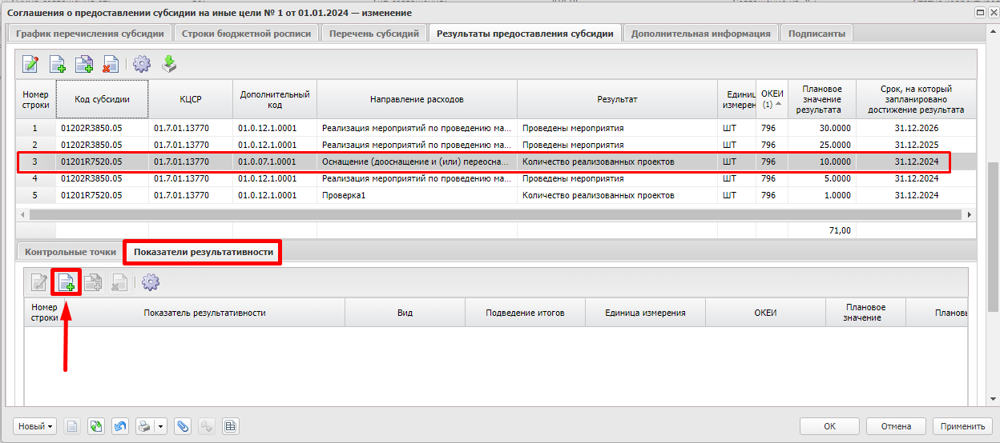 Соглашения о предоставлении субсидии на иные цели № 1 от 01.01.2024 — изменение
График перечисления субсидии Строки бюджетной росписи Перечень субсидий Результаты предоставления субсидии Дополнительная информация Подписанты
Номер строки Код субсидии КЦСР Дополнительный код Направление расходов Результат Единиц измерен ОКЕИ (1) Плановое значение результата Срок, на который запланировано достижение результата
1 01202R3850.05 01.7.01.13770 01.0.12.1.0001 Реализация мероприятий по проведению ма... Проведены мероприятия ШТ 796 30.0000 31.12.2026
2 01202R3850.05 01.7.01.13770 01.0.12.1.0001 Реализация мероприятий по проведению ма... Проведены мероприятия ШТ 796 25.0000 31.12.2025
3 01201R7520.05 01.7.01.13770 01.0.07.1.0001 Оснащение (дооснащение и (или) переосна... Количество реализованных проектов ШТ 796 10.0000 31.12.2024
4 01202R3850.05 01.7.01.13770 01.0.12.1.0001 Реализация мероприятий по проведению ма... Проведены мероприятия ШТ 796 5.0000 31.12.2024
5 01201R7520.05 01.7.01.13770 01.0.12.1.0001 Проверка1 Количество реализованных проектов ШТ 796 1.0000 31.12.2024
71,00
Контрольные точки Показатели результативности
Номер строки Показатель результативности Вид Подведение итогов Единица измерения ОКЕИ Плановое значение Плановы
Новый ОК Отмена Применить